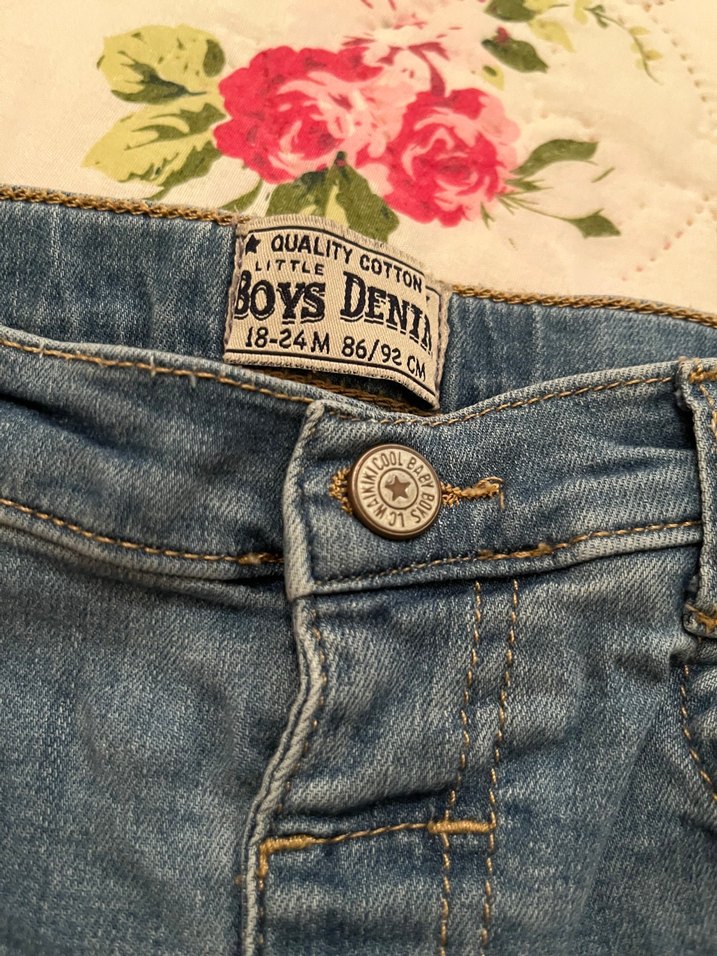 ★ QUALITY COTTON
LITTLE
BOYS DENIM
18-24M 86/92 CM
COOL BABY BOYS LC WAIKIKI